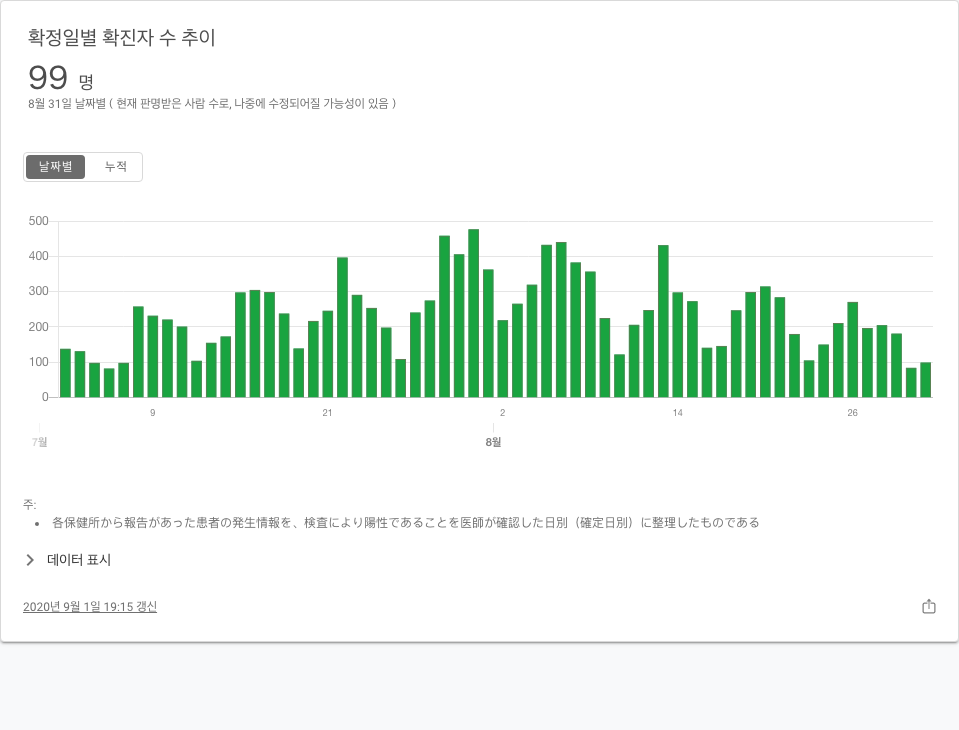 확정일별 확진자 수 추이
99 명
8월 31일 날짜별 ( 현재 판명받은 사람 수로, 나중에 수정되어질 가능성이 있음 )
날짜별 누적
500
400
300
200
100
0
9 21 2 14 26
7월 8월
주:
• 各保健所から報告があった患者の発生情報を、検査により陽性であることを医師が確認した日別（確定日別）に整理したものである
데이터 표시
2020년 9월 1일 19:15 갱신